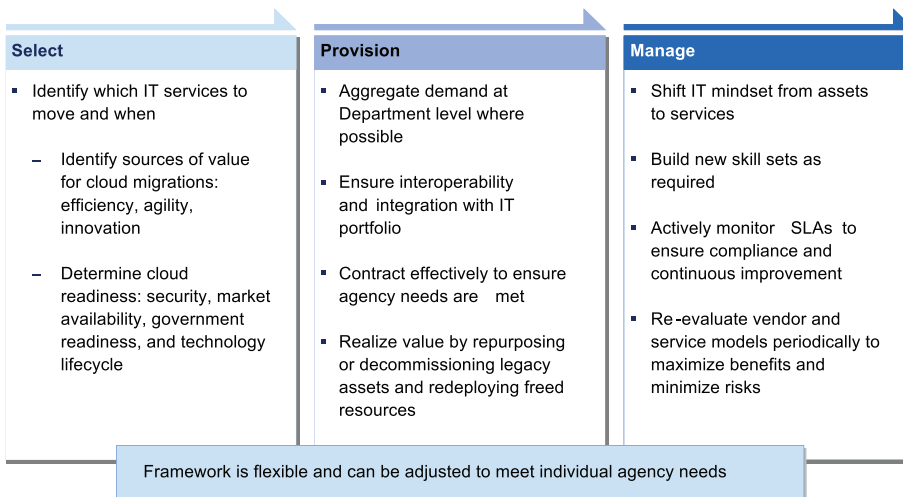 Select
▪ Identify which IT services to
move and when
– Identify sources of value
for cloud migrations:
efficiency, agility,
innovation
– Determine cloud
readiness: security, market
availability, government
readiness, and technology
lifecycle
Provision
▪ Aggregate demand at
Department level where
possible
▪ Ensure interoperability
and integration with IT
portfolio
▪ Contract effectively to ensure
agency needs are met
▪ Realize value by repurposing
or decommissioning legacy
assets and redeploying freed
resources
Manage
▪ Shift IT mindset from assets
to services
▪ Build new skill sets as
required
▪ Actively monitor SLAs to
ensure compliance and
continuous improvement
▪ Re-evaluate vendor and
service models periodically to
maximize benefits and
minimize risks
Framework is flexible and can be adjusted to meet individual agency needs